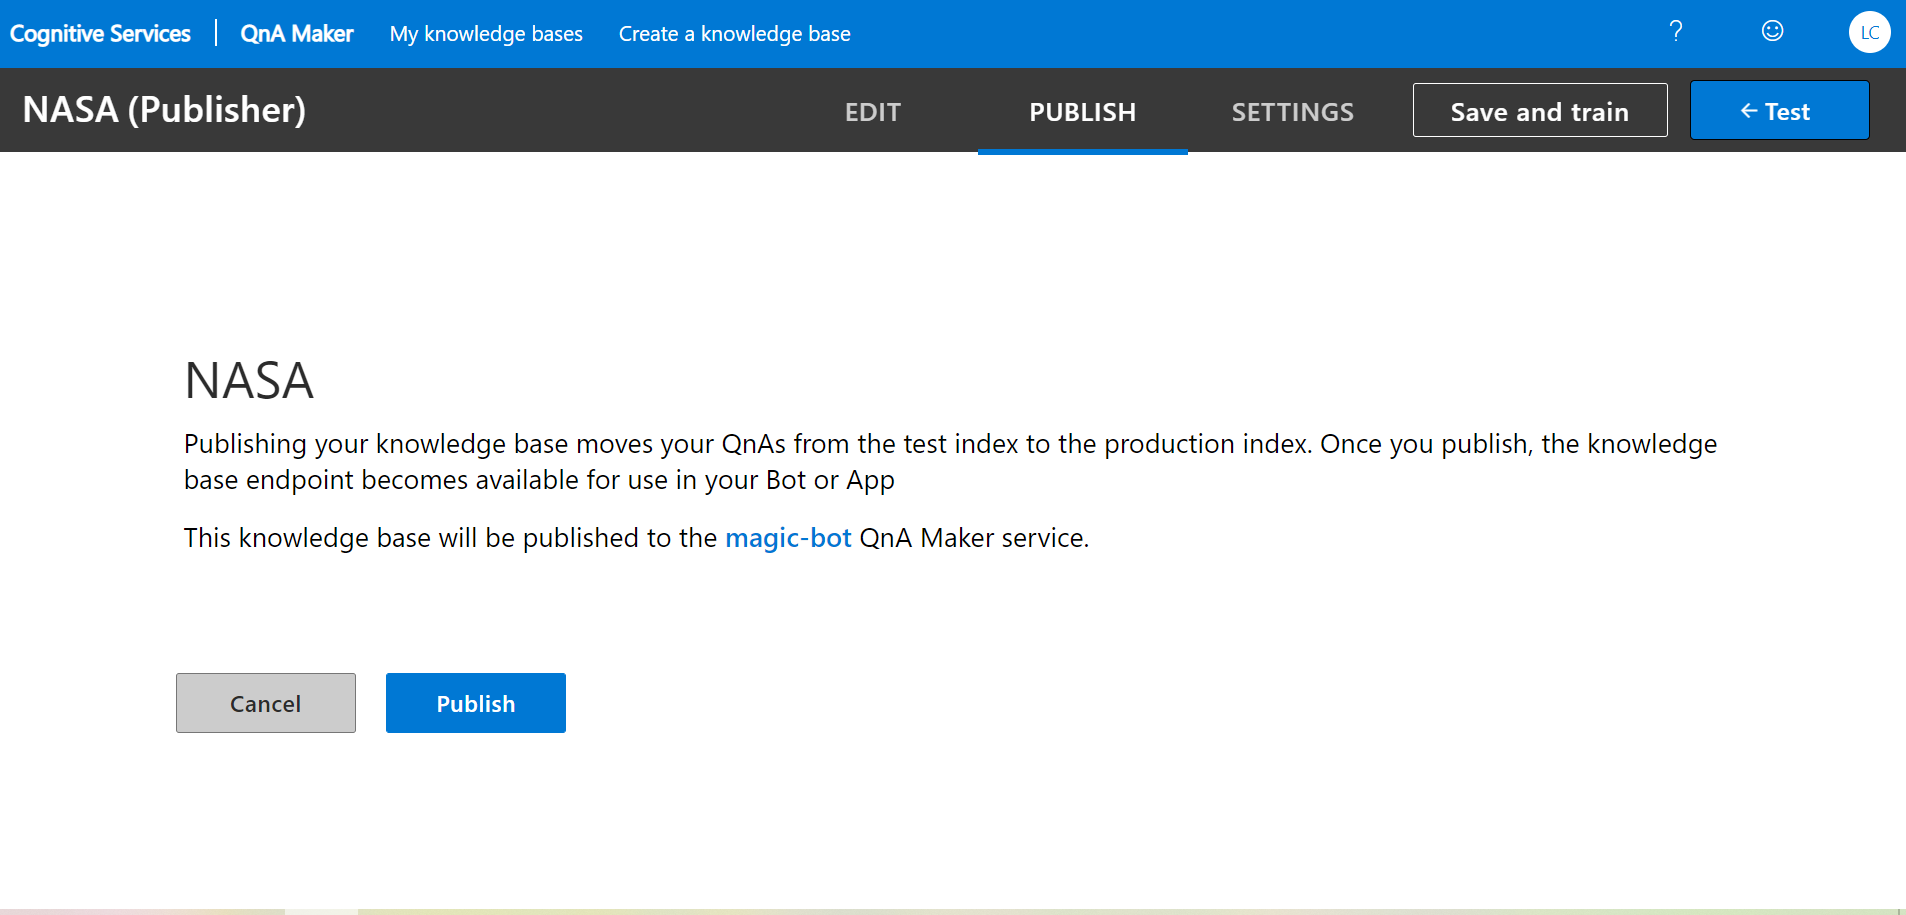 Cognitive Services | QnA Maker My knowledge bases Create a knowledge base ? LC
NASA (Publisher) EDIT PUBLISH SETTINGS Save and train ← Test
NASA
Publishing your knowledge base moves your QnAs from the test index to the production index. Once you publish, the knowledge
base endpoint becomes available for use in your Bot or App
This knowledge base will be published to the magic-bot QnA Maker service.
Cancel Publish